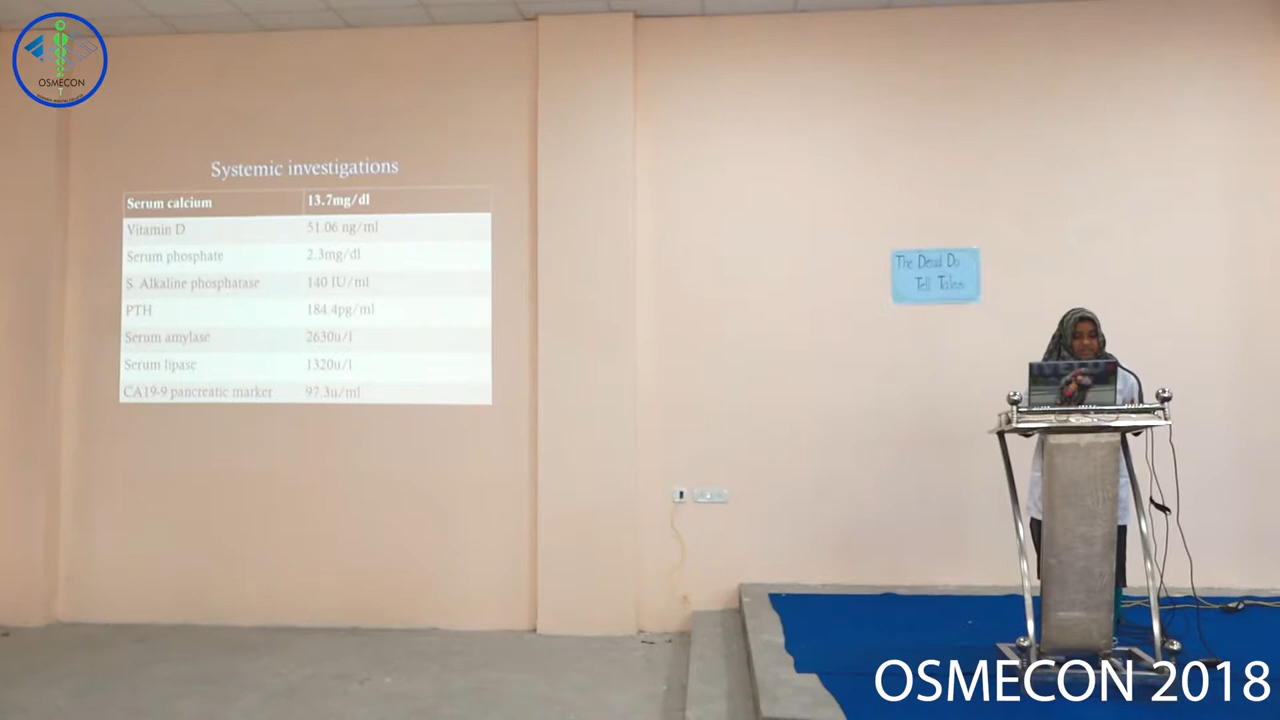 OSMECON
Systemic investigations
Serum calcium 13.7mg/dl
Vitamin D 51.06 ng/ml
Serum phosphate 2.3mg/dl
S. Alkaline phosphatase 140 IU/ml
PTH 184.4pg/ml
Serum amylase 2630u/l
Serum lipase 1320u/l
CA19-9 pancreatic marker 97.3u/ml
The Dead Do
Tell Tales
OSMECON 2018